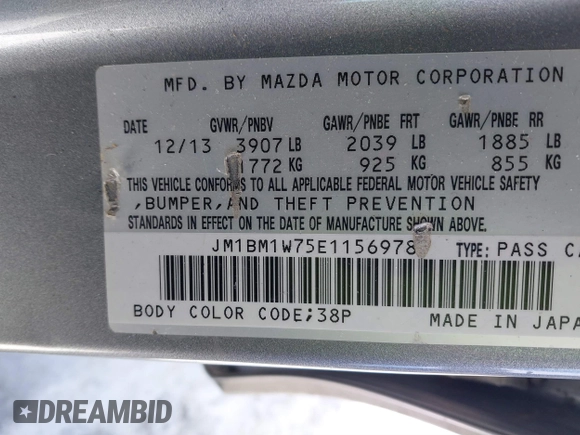 MFD. BY MAZDA MOTOR CORPORATION
DATE GVWR/PNBV GAWR/PNBE FRT GAWR/PNBE RR
12/13 3907 LB 2039 LB 1885 LB
1772 KG 925 KG 855 KG
THIS VEHICLE CONFORMS TO ALL APPLICABLE FEDERAL MOTOR VEHICLE SAFETY
,BUMPER,AND THEFT PREVENTION
STANDARDS IN EFFECT ON THE DATE OF MANUFACTURE SHOWN ABOVE.
JM1BM1W75E1156978 TYPE: PASS CA
BODY COLOR CODE;38P MADE IN JAPA
DREAMBID